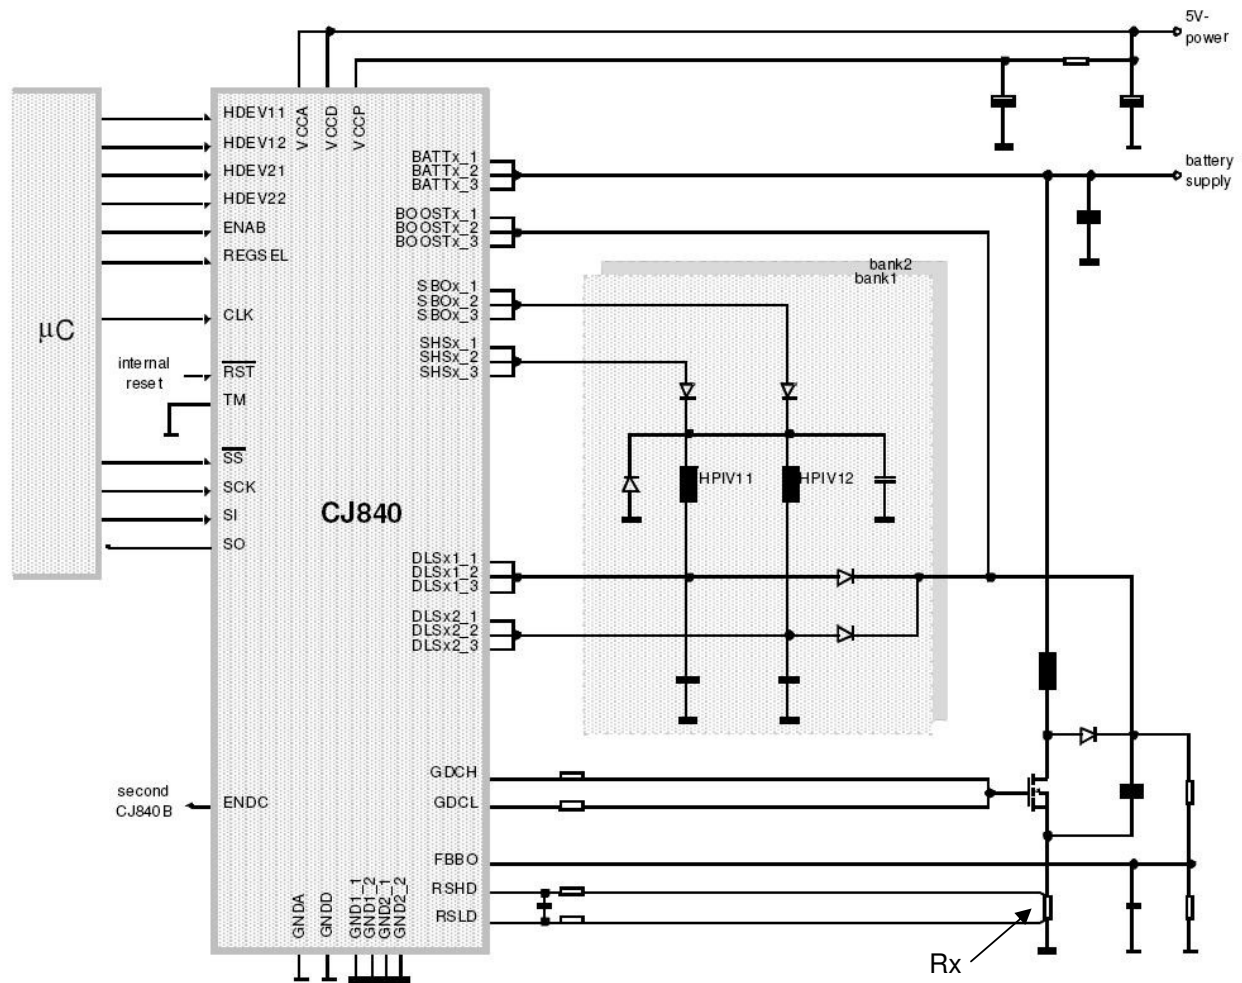 5V-
power
HDEV11
HDEV12
HDEV21
HDEV22
ENAB
REGSEL
CLK
RST
TM
SS
SCK
SI
SO
ENDC
VCCA
VCCD
VCCP
BATTx_1
BATTx_2
BATTx_3
battery
supply
BOOSTx_1
BOOSTx_2
BOOSTx_3
SBOx_1
SBOx_2
SBOx_3
SHSx_1
SHSx_2
SHSx_3
bank2
bank1
µC
internal
reset
HPIV11
HPIV12
CJ840
DLSx1_1
DLSx1_2
DLSx1_3
DLSx2_1
DLSx2_2
DLSx2_3
GDCH
GDCL
second
CJ840B
FBBO
RSHD
RSLD
GNDA
GNDD
GND1_1
GND1_2
GND2_1
GND2_2
Rx